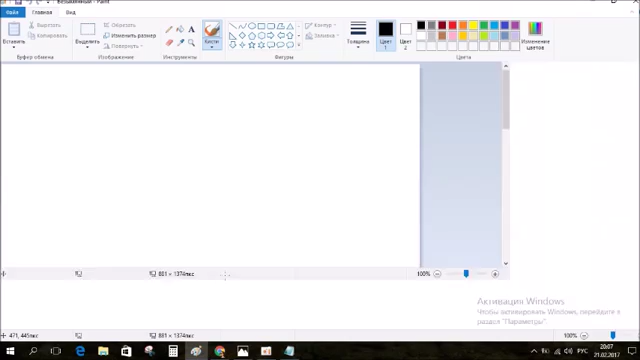 Безымянный - Paint
Файл Главная Вид
Вставить
Вырезать
Копировать
Буфер обмена
Выделить
Обрезать
Изменить размер
Повернуть
Изображение
A
Инструменты
Кисти
Контур
Заливка
Фигуры
Толщина
Цвет 1
Цвет 2
Изменение цветов
Цвета
881 × 1374пкс
100%
Активация Windows
Чтобы активировать Windows, перейдите в
раздел "Параметры".
471, 445пкс
881 × 1374пкс
100%
РУС
20:07
21.02.2017